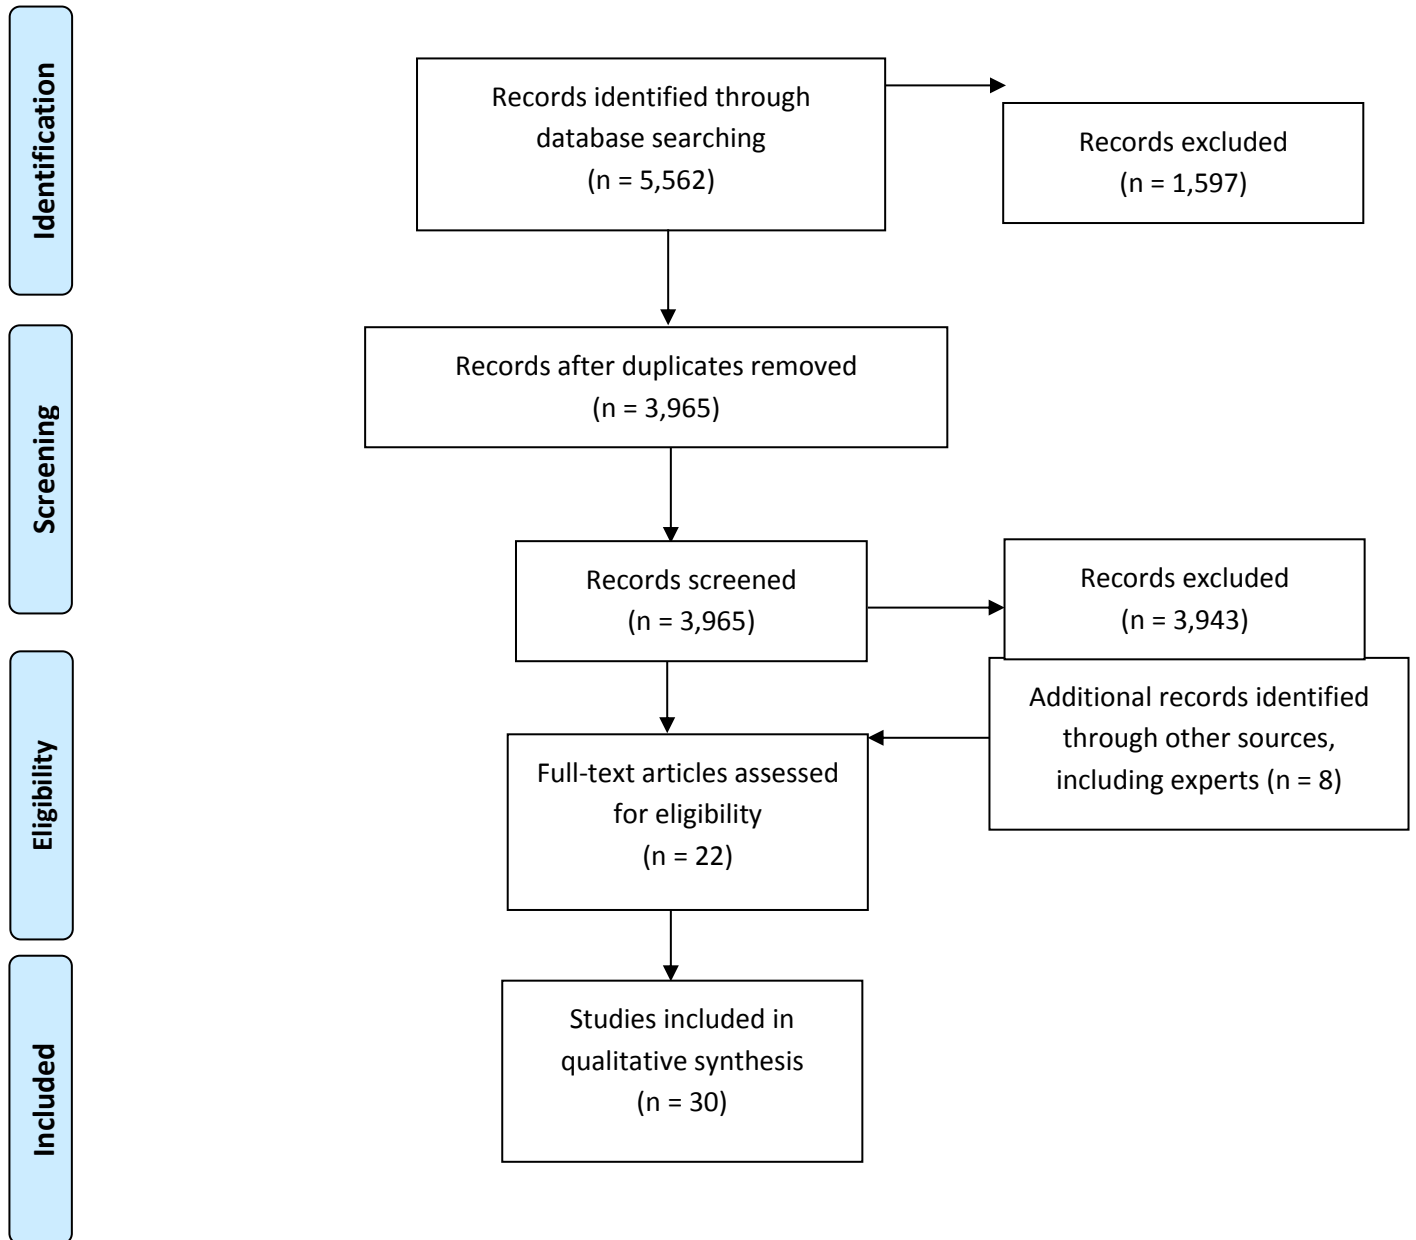 Identification
Records identified through
database searching
(n = 5,562)
Records excluded
(n = 1,597)
Screening
Records after duplicates removed
(n = 3,965)
Records screened
(n = 3,965)
Records excluded
(n = 3,943)
Eligibility
Additional records identified
through other sources,
including experts (n = 8)
Full-text articles assessed
for eligibility
(n = 22)
Included
Studies included in
qualitative synthesis
(n = 30)